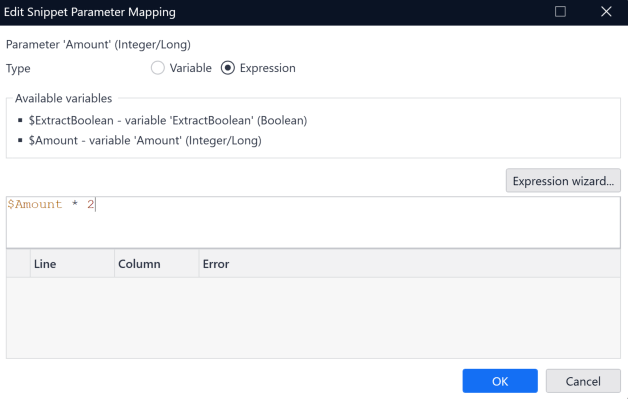 Edit Snippet Parameter Mapping
Parameter 'Amount' (Integer/Long)
Type Variable Expression
Available variables
▪ $ExtractBoolean - variable 'ExtractBoolean' (Boolean)
▪ $Amount - variable 'Amount' (Integer/Long)
Expression wizard...
$Amount * 2
Line Column Error
OK Cancel